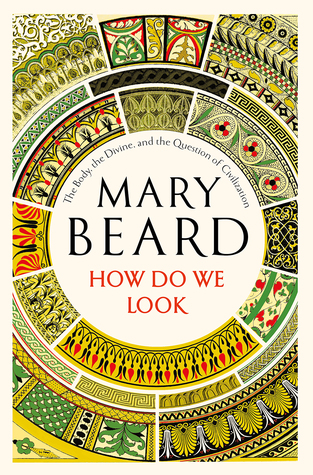 The Body, the Divine, and the Question of Civilization
MARY
BEARD
HOW DO WE
LOOK